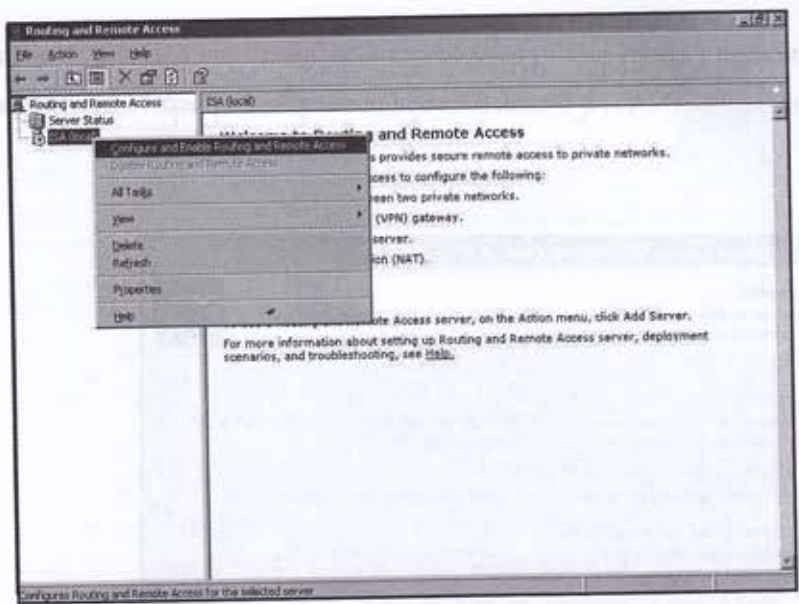 Routing and Remote Access
File Action View Help
Routing and Remote Access
Server Status
ISA (local)
ISA (local)
Welcome to Routing and Remote Access
Configure and Enable Routing and Remote Access
Disable Routing and Remote Access
All Tasks
View
Delete
Refresh
Properties
Help
s provides secure remote access to private networks.
cess to configure the following:
een two private networks.
(VPN) gateway.
server.
ion (NAT).
Access server, on the Action menu, click Add Server.
For more information about setting up Routing and Remote Access server, deployment
scenarios, and troubleshooting, see Help.
Configures Routing and Remote Access for the selected server